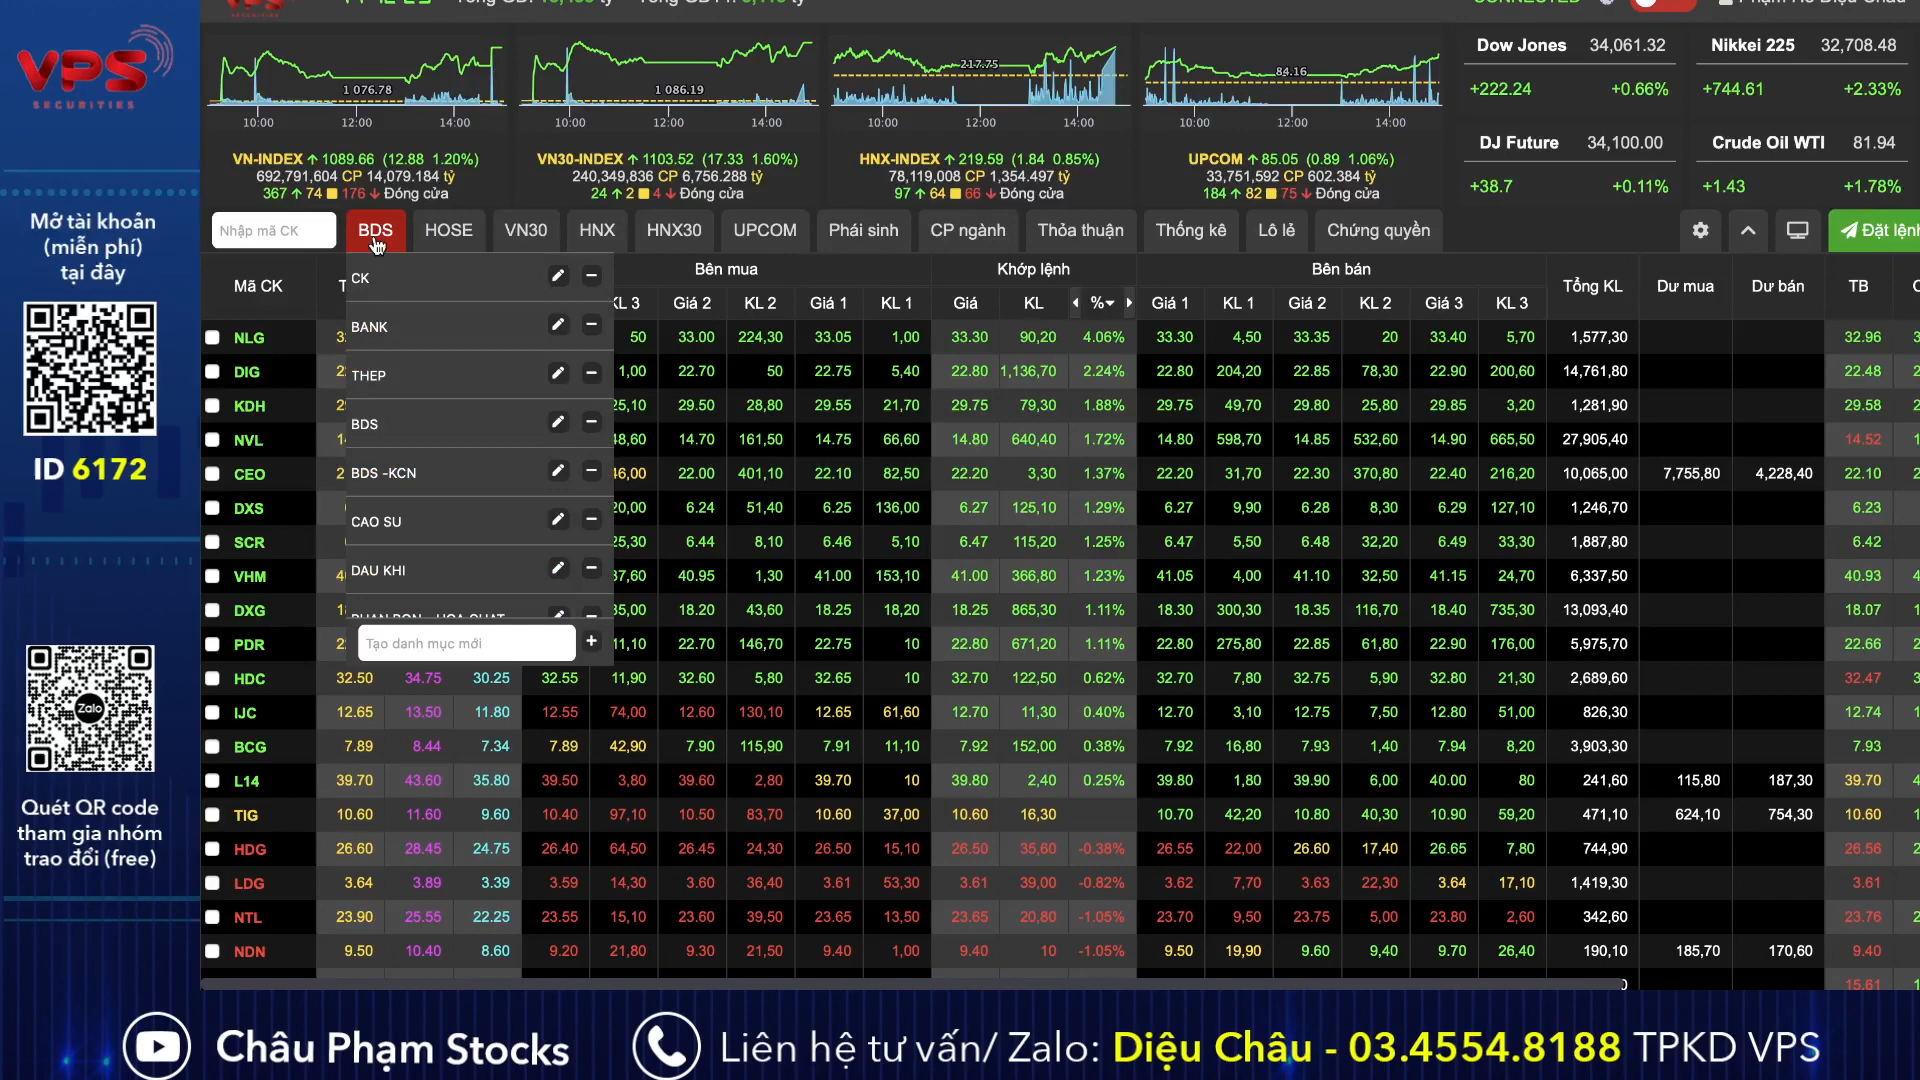 VPS
SECURITIES
Mở tài khoản
(miễn phí)
tại đây
ID 6172
Zalo
Quét QR code
tham gia nhóm
trao đổi (free)
1 076.78
10:00 12:00 14:00
VN-INDEX ↑ 1089.66 (12.88 1.20%)
692,791,604 CP 14,079.184 tỷ
367 ↑ 74 176 ↓ Đóng cửa
1 086.19
10:00 12:00 14:00
VN30-INDEX ↑ 1103.52 (17.33 1.60%)
240,349,836 CP 6,756.288 tỷ
24 ↑ 2 4 ↓ Đóng cửa
217.75
10:00 12:00 14:00
HNX-INDEX ↑ 219.59 (1.84 0.85%)
78,119,008 CP 1,354.497 tỷ
97 ↑ 64 66 ↓ Đóng cửa
84.16
10:00 12:00 14:00
UPCOM ↑ 85.05 (0.89 1.06%)
33,751,592 CP 602.384 tỷ
184 ↑ 82 75 ↓ Đóng cửa
Dow Jones 34,061.32 Nikkei 225 32,708.48
+222.24 +0.66% +744.61 +2.33%
DJ Future 34,100.00 Crude Oil WTI 81.94
+38.7 +0.11% +1.43 +1.78%
Nhập mã CK BDS HOSE VN30 HNX HNX30 UPCOM Phái sinh CP ngành Thỏa thuận Thống kê Lô lẻ Chứng quyền Đặt lệnh
CK
BANK
THEP
BDS
BDS -KCN
CAO SU
DAU KHI
Tạo danh mục mới +
Mã CK Bên mua Khớp lệnh Bên bán Tổng KL Dư mua Dư bán TB
KL 3 Giá 2 KL 2 Giá 1 KL 1 Giá KL % Giá 1 KL 1 Giá 2 KL 2 Giá 3 KL 3
NLG 50 33.00 224,30 33.05 1,00 33.30 90,20 4.06% 33.30 4,50 33.35 20 33.40 5,70 1,577,30 32.96
DIG 1,00 22.70 50 22.75 5,40 22.80 1,136,70 2.24% 22.80 204,20 22.85 78,30 22.90 200,60 14,761,80 22.48
KDH 25,10 29.50 28,80 29.55 21,70 29.75 79,30 1.88% 29.75 49,70 29.80 25,80 29.85 3,20 1,281,90 29.58
NVL 48,60 14.70 161,50 14.75 66,60 14.80 640,40 1.72% 14.80 598,70 14.85 532,60 14.90 665,50 27,905,40 14.52
CEO 46,00 22.00 401,10 22.10 82,50 22.20 3,30 1.37% 22.20 31,70 22.30 370,80 22.40 216,20 10,065,00 7,755,80 4,228,40 22.10
DXS 20,00 6.24 51,40 6.25 136,00 6.27 125,10 1.29% 6.27 9,90 6.28 8,30 6.29 127,10 1,246,70 6.23
SCR 25,30 6.44 8,10 6.46 5,10 6.47 115,20 1.25% 6.47 5,50 6.48 32,20 6.49 33,30 1,887,80 6.42
VHM 37,60 40.95 1,30 41.00 153,10 41.00 366,80 1.23% 41.05 4,00 41.10 32,50 41.15 24,70 6,337,50 40.93
DXG 35,00 18.20 43,60 18.25 18,20 18.25 865,30 1.11% 18.30 300,30 18.35 116,70 18.40 735,30 13,093,40 18.07
PDR 11,10 22.70 146,70 22.75 10 22.80 671,20 1.11% 22.80 275,80 22.85 61,80 22.90 176,00 5,975,70 22.66
HDC 32.50 34.75 30.25 32.55 11,90 32.60 5,80 32.65 10 32.70 122,50 0.62% 32.70 7,80 32.75 5,90 32.80 21,30 2,689,60 32.47
IJC 12.65 13.50 11.80 12.55 74,00 12.60 130,10 12.65 61,60 12.70 11,30 0.40% 12.70 3,10 12.75 7,50 12.80 51,00 826,30 12.74
BCG 7.89 8.44 7.34 7.89 42,90 7.90 115,90 7.91 11,10 7.92 152,00 0.38% 7.92 16,80 7.93 1,40 7.94 8,20 3,903,30 7.93
L14 39.70 43.60 35.80 39.50 3,80 39.60 2,80 39.70 10 39.80 2,40 0.25% 39.80 1,80 39.90 6,00 40.00 80 241,60 115,80 187,30 39.70
TIG 10.60 11.60 9.60 10.40 97,10 10.50 83,70 10.60 37,00 10.60 16,30 10.70 42,20 10.80 40,30 10.90 59,20 471,10 624,10 754,30 10.60
HDG 26.60 28.45 24.75 26.40 64,50 26.45 24,30 26.50 15,10 26.50 35,60 -0.38% 26.55 22,00 26.60 17,40 26.65 7,80 744,90 26.56
LDG 3.64 3.89 3.39 3.59 14,30 3.60 36,40 3.61 53,30 3.61 39,00 -0.82% 3.62 7,70 3.63 22,30 3.64 17,10 1,419,30 3.61
NTL 23.90 25.55 22.25 23.55 15,10 23.60 39,50 23.65 13,50 23.65 20,80 -1.05% 23.70 9,50 23.75 5,00 23.80 2,60 342,60 23.76
NDN 9.50 10.40 8.60 9.20 21,80 9.30 21,50 9.40 1,00 9.40 10 -1.05% 9.50 19,90 9.60 9,40 9.70 26,40 190,10 185,70 170,60 9.40
Châu Phạm Stocks Liên hệ tư vấn/ Zalo: Diệu Châu - 03.4554.8188 TPKD VPS